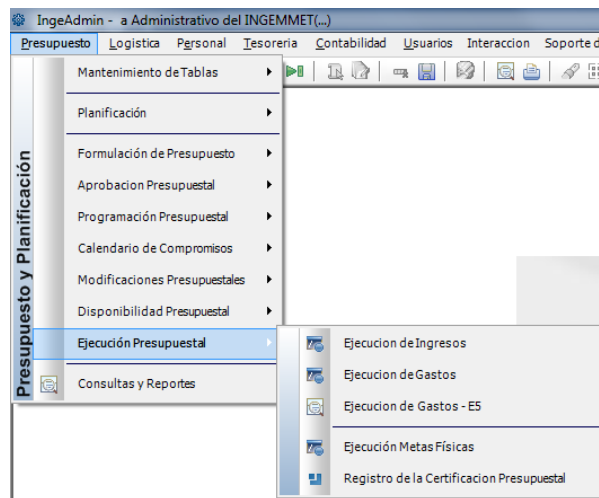 IngeAdmin - a Administrativo del INGEMMET(...)
Presupuesto Logistica Personal Tesoreria Contabilidad Usuarios Interaccion Soporte d
Presupuesto y Planificación
Mantenimiento de Tablas
Planificación
Formulación de Presupuesto
Aprobacion Presupuestal
Programación Presupuestal
Calendario de Compromisos
Modificaciones Presupuestales
Disponibilidad Presupuestal
Ejecución Presupuestal
Consultas y Reportes
Ejecucion de Ingresos
Ejecucion de Gastos
Ejecucion de Gastos - E5
Ejecución Metas Físicas
Registro de la Certificacion Presupuestal